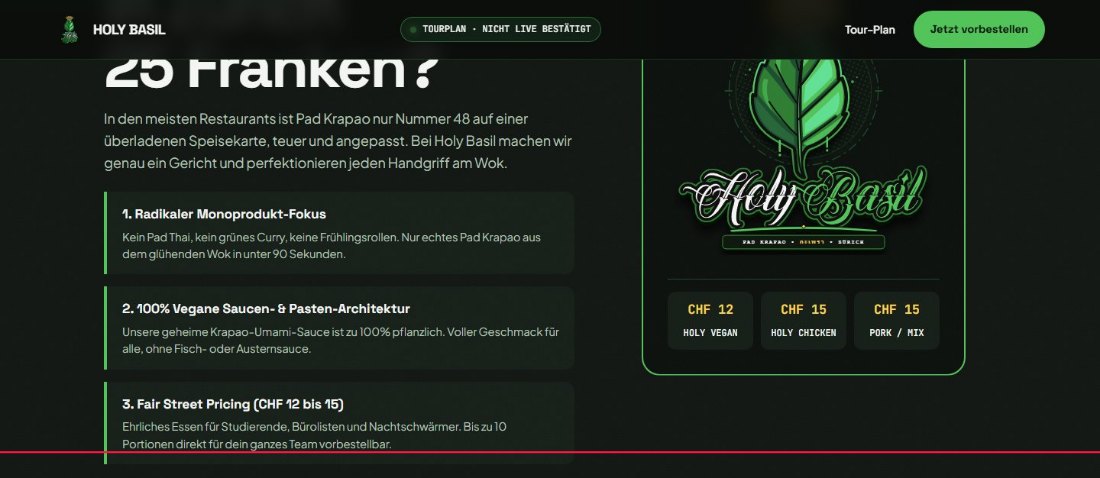 HOLY BASIL
TOURPLAN · NICHT LIVE BESTÄTIGT
Tour-Plan
Jetzt vorbestellen
25 Franken?
In den meisten Restaurants ist Pad Krapao nur Nummer 48 auf einer
überladenen Speisekarte, teuer und angepasst. Bei Holy Basil machen wir
genau ein Gericht und perfektionieren jeden Handgriff am Wok.
1. Radikaler Monoprodukt-Fokus
Kein Pad Thai, kein grünes Curry, keine Frühlingsrollen. Nur echtes Pad Krapao aus
dem glühenden Wok in unter 90 Sekunden.
2. 100% Vegane Saucen- & Pasten-Architektur
Unsere geheime Krapao-Umami-Sauce ist zu 100% pflanzlich. Voller Geschmack für
alle, ohne Fisch- oder Austernsauce.
3. Fair Street Pricing (CHF 12 bis 15)
Ehrliches Essen für Studierende, Bürolisten und Nachtschwärmer. Bis zu 10
Portionen direkt für dein ganzes Team vorbestellbar.
Holy Basil
PAD KRAPAO •
CHF 12
HOLY VEGAN
CHF 15
HOLY CHICKEN
CHF 15
PORK / MIX